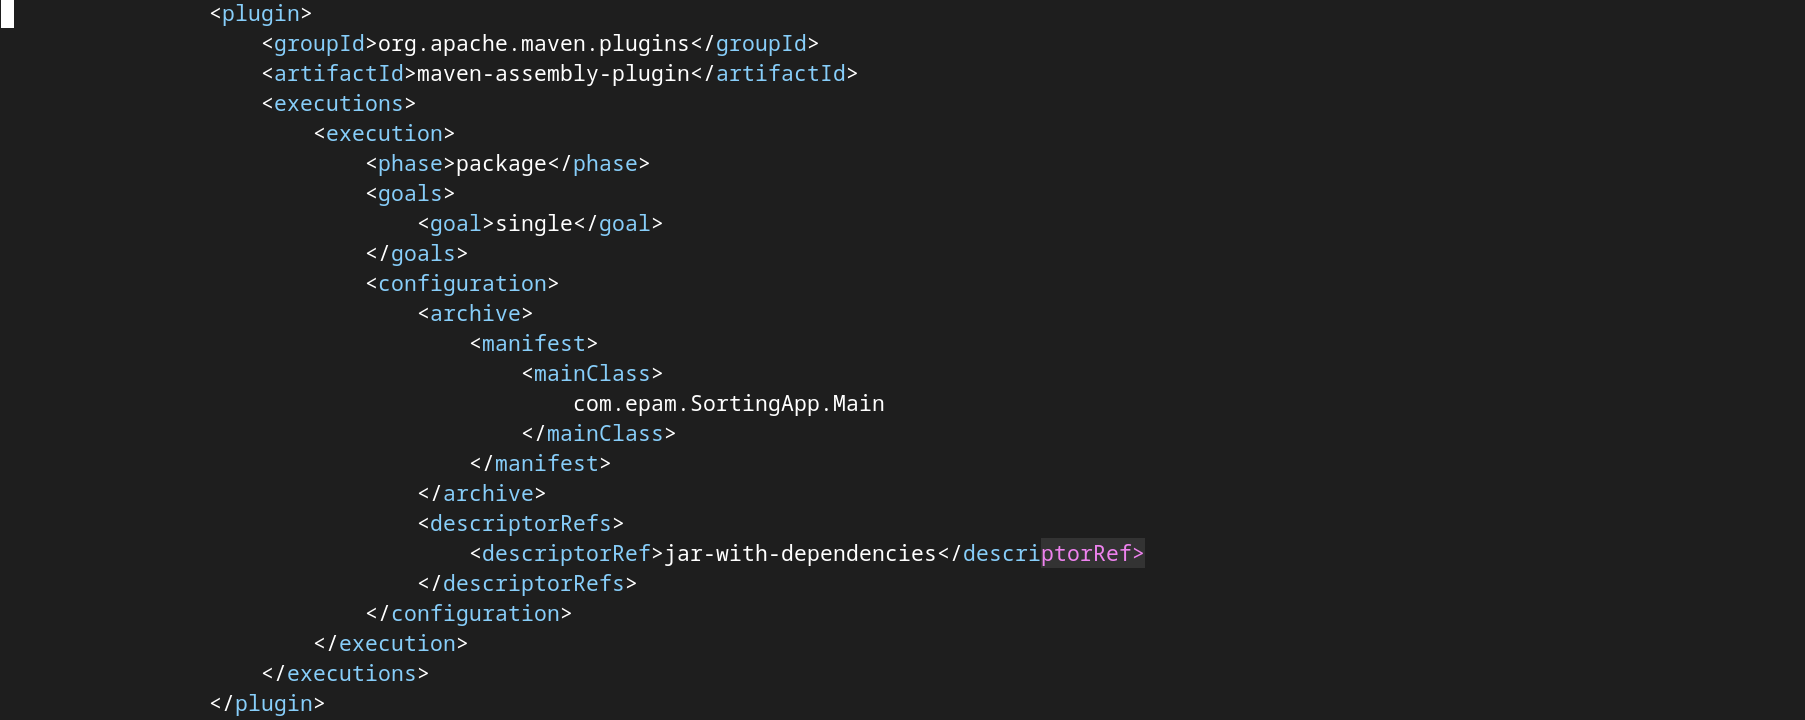 <plugin>
    <groupId>org.apache.maven.plugins</groupId>
    <artifactId>maven-assembly-plugin</artifactId>
    <executions>
        <execution>
            <phase>package</phase>
            <goals>
                <goal>single</goal>
            </goals>
            <configuration>
                <archive>
                    <manifest>
                        <mainClass>
                            com.epam.SortingApp.Main
                        </mainClass>
                    </manifest>
                </archive>
                <descriptorRefs>
                    <descriptorRef>jar-with-dependencies</descriptorRef>
                </descriptorRefs>
            </configuration>
        </execution>
    </executions>
</plugin>